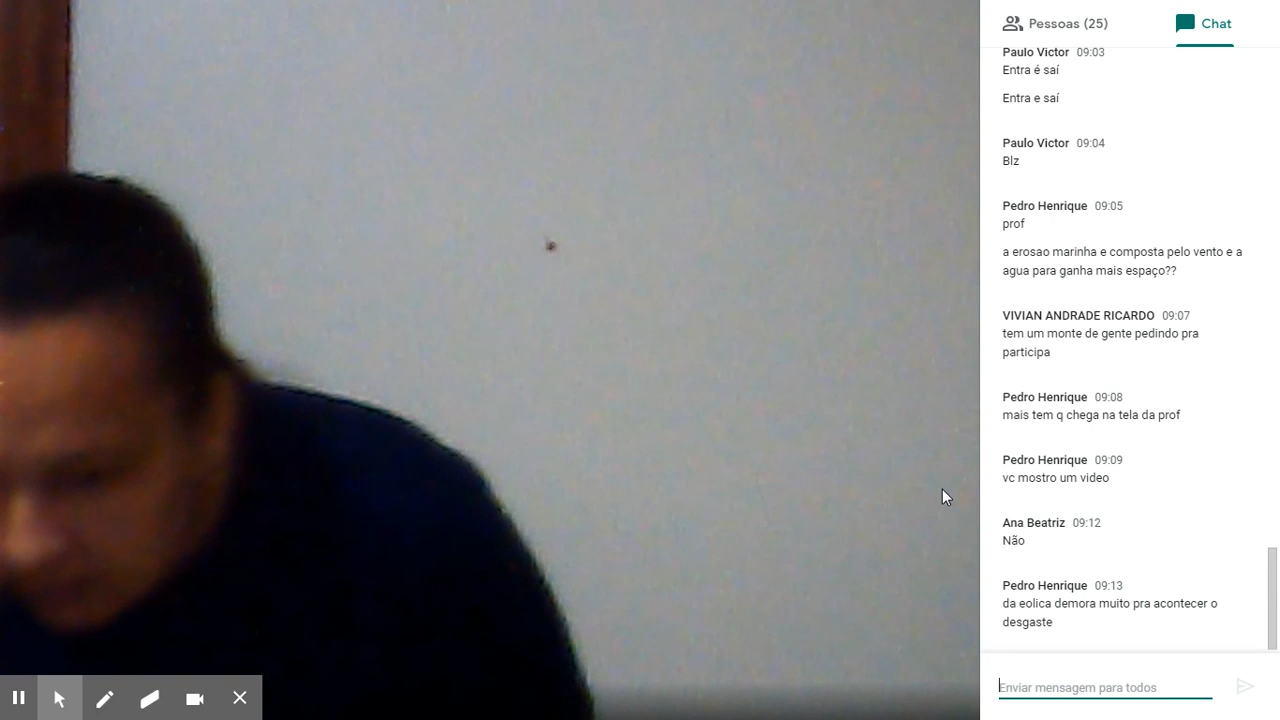 Pessoas (25)
Chat
Paulo Victor 09:03
Entra é saí
Entra e saí
Paulo Victor 09:04
Blz
Pedro Henrique 09:05
prof
a erosao marinha e composta pelo vento e a
agua para ganha mais espaço??
VIVIAN ANDRADE RICARDO 09:07
tem um monte de gente pedindo pra
participa
Pedro Henrique 09:08
mais tem q chega na tela da prof
Pedro Henrique 09:09
vc mostro um video
Ana Beatriz 09:12
Não
Pedro Henrique 09:13
da eolica demora muito pra acontecer o
desgaste
Enviar mensagem para todos